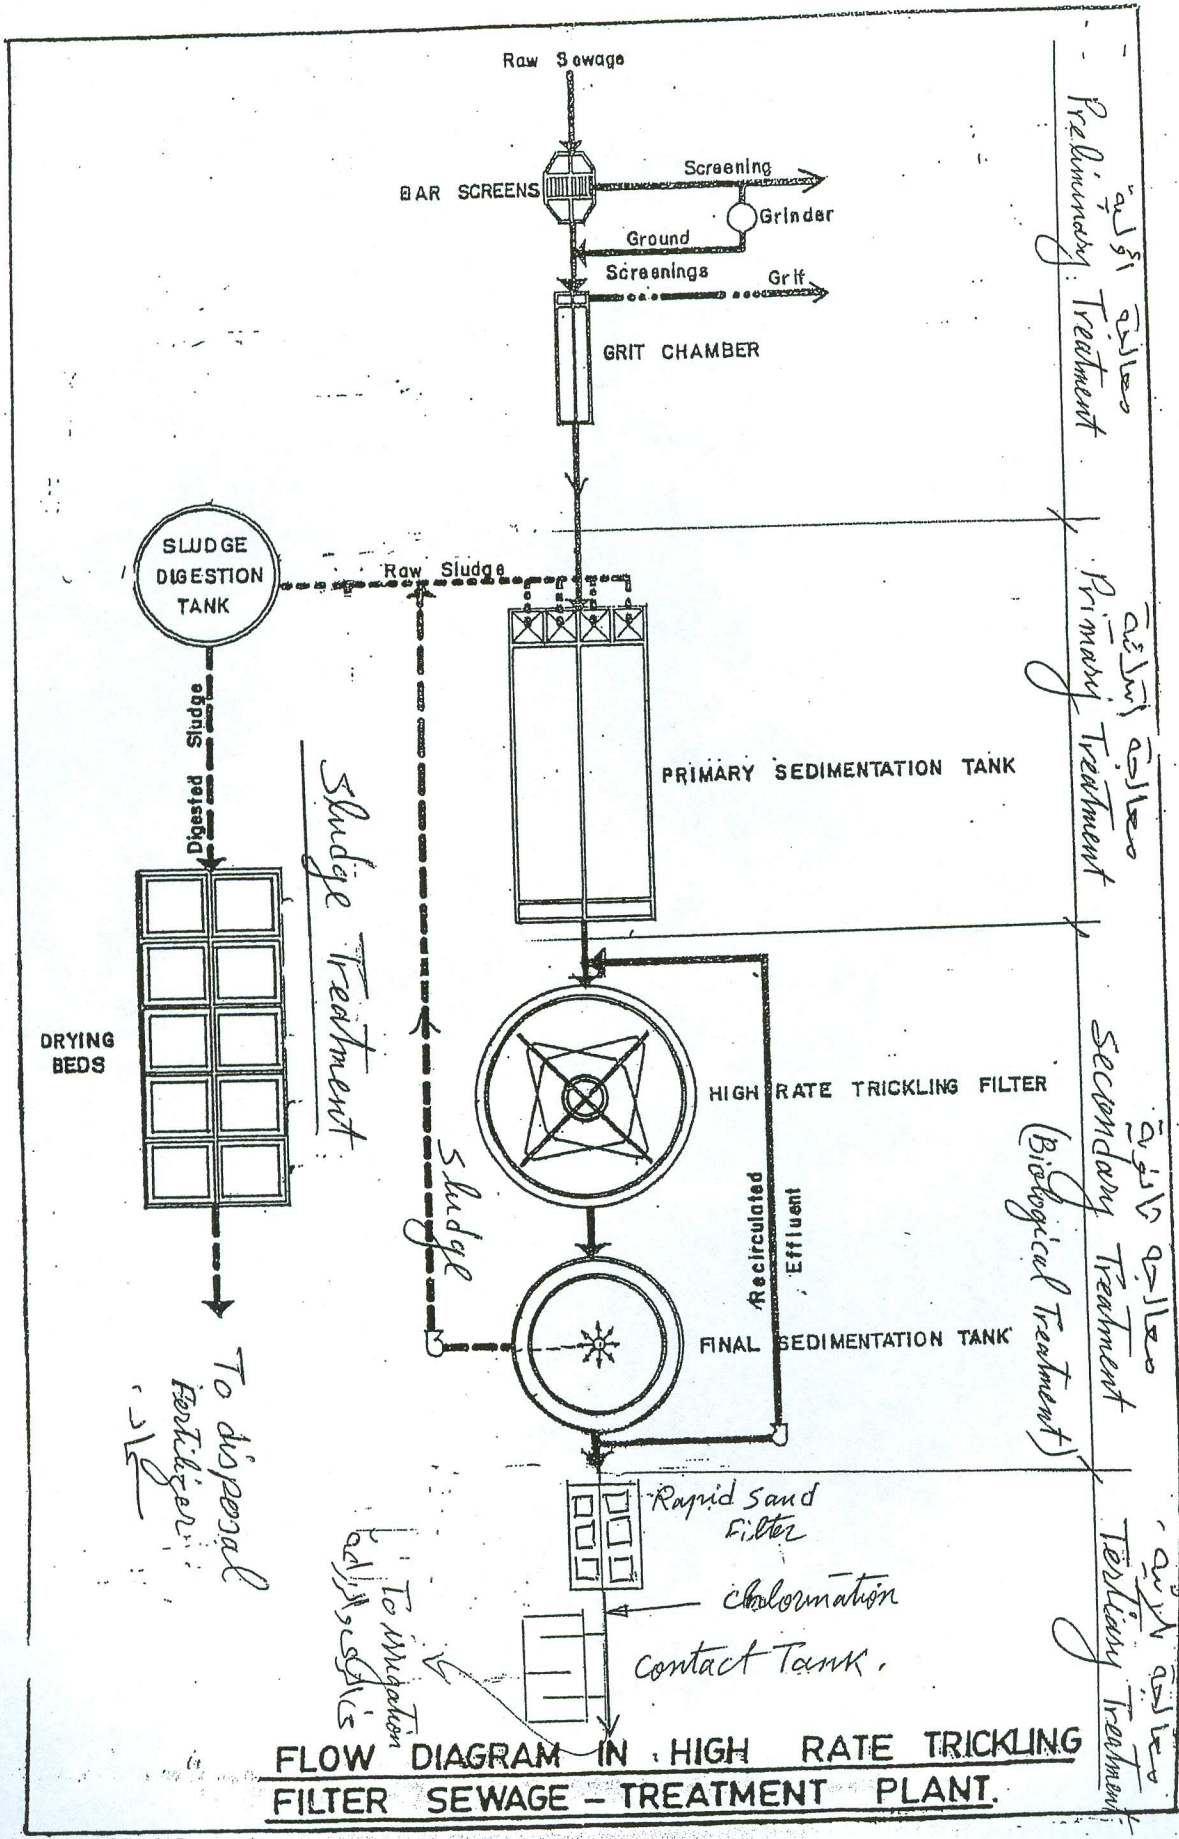 Raw Sewage
BAR SCREENS
Screening
Grinder
Ground
Screenings
Grit
GRIT CHAMBER
معالجة أولية
Preliminary Treatment
SLUDGE
DIGESTION
TANK
Raw Sludge
معالجة ابتدائية
Primary Treatment
Digested Sludge
PRIMARY SEDIMENTATION TANK
Sludge Treatment
DRYING
BEDS
HIGH RATE TRICKLING FILTER
معالجة ثانوية
Secondary Treatment
(Biological Treatment)
Sludge
Recirculated
Effluent
FINAL SEDIMENTATION TANK
To disposal
Fertilizer
سماد
Rapid Sand
Filter
chlorination
Contact Tank.
To irrigation
معالجة ثلاثية
Tertiary Treatment
FLOW DIAGRAM IN HIGH RATE TRICKLING
FILTER SEWAGE - TREATMENT PLANT.